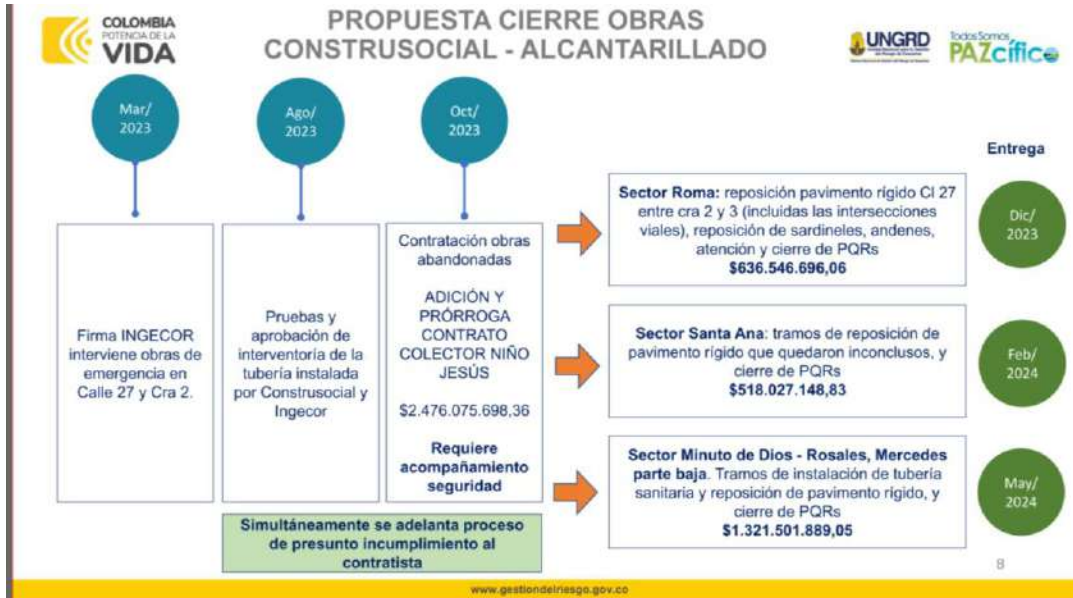 COLOMBIA
POTENCIA DE LA
VIDA
PROPUESTA CIERRE OBRAS
CONSTRUSOCIAL - ALCANTARILLADO
UNGRD
Todos Somos
PAZcífico
Mar/
2023
Ago/
2023
Oct/
2023
Entrega
Firma INGECOR
interviene obras de
emergencia en
Calle 27 y Cra 2.
Pruebas y
aprobación de
interventoría de la
tubería instalada
por Construsocial y
Ingecor
Contratación obras
abandonadas
ADICIÓN Y
PRÓRROGA
CONTRATO
COLECTOR NIÑO
JESÚS
$2.476.075.698,36
Requiere
acompañamiento
seguridad
Simultáneamente se adelanta proceso
de presunto incumplimiento al
contratista
Sector Roma: reposición pavimento rígido Cl 27
entre cra 2 y 3 (incluidas las intersecciones
viales), reposición de sardineles, andenes,
atención y cierre de PQRs
$636.546.696,06
Dic/
2023
Sector Santa Ana: tramos de reposición de
pavimento rígido que quedaron inconclusos, y
cierre de PQRs
$518.027.148,83
Feb/
2024
Sector Minuto de Dios - Rosales, Mercedes
parte baja. Tramos de instalación de tubería
sanitaria y reposición de pavimento rígido, y
cierre de PQRs
$1.321.501.889,05
May/
2024
8
www.gestiondelriesgo.gov.co